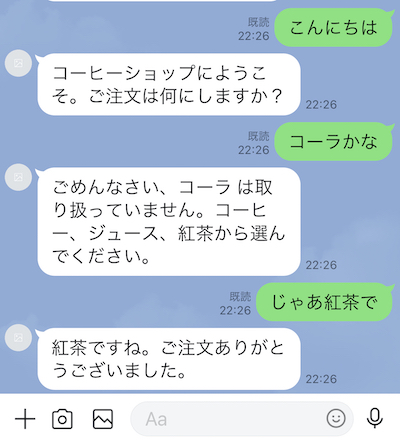 既読
22:26
こんにちは
コーヒーショップにようこ
そ。ご注文は何にしますか？
22:26
既読
22:26
コーラかな
ごめんなさい、コーラ は取
り扱っていません。コーヒ
ー、ジュース、紅茶から選ん
でください。
22:26
既読
22:26
じゃあ紅茶で
紅茶ですね。ご注文ありがと
うございました。
22:26
Aa